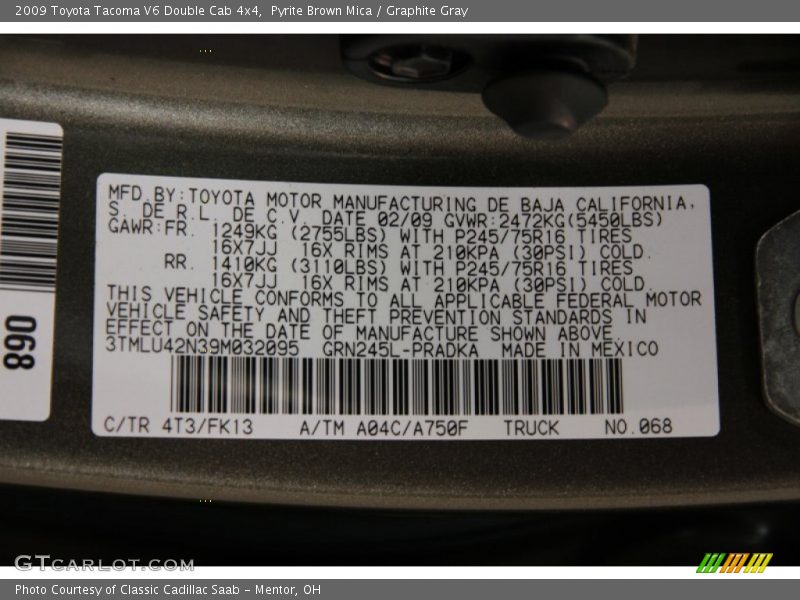 2009 Toyota Tacoma V6 Double Cab 4x4,  Pyrite Brown Mica / Graphite Gray
068
MFD.BY:TOYOTA MOTOR MANUFACTURING DE BAJA CALIFORNIA,
S. DE R.L. DE C.V. DATE 02/09 GVWR:2472KG(5450LBS)
GAWR:FR. 1249KG (2755LBS) WITH P245/75R16 TIRES
16X7JJ 16X RIMS AT 210KPA (30PSI) COLD.
RR. 1410KG (3110LBS) WITH P245/75R16 TIRES
16X7JJ 16X RIMS AT 210KPA (30PSI) COLD.
THIS VEHICLE CONFORMS TO ALL APPLICABLE FEDERAL MOTOR
VEHICLE SAFETY AND THEFT PREVENTION STANDARDS IN
EFFECT ON THE DATE OF MANUFACTURE SHOWN ABOVE.
3TMLU42N39M032095 GRN245L-PRADKA MADE IN MEXICO
C/TR 4T3/FK13 A/TM A04C/A750F TRUCK NO.068
GTCARLOT.COM
Photo Courtesy of Classic Cadillac Saab - Mentor, OH